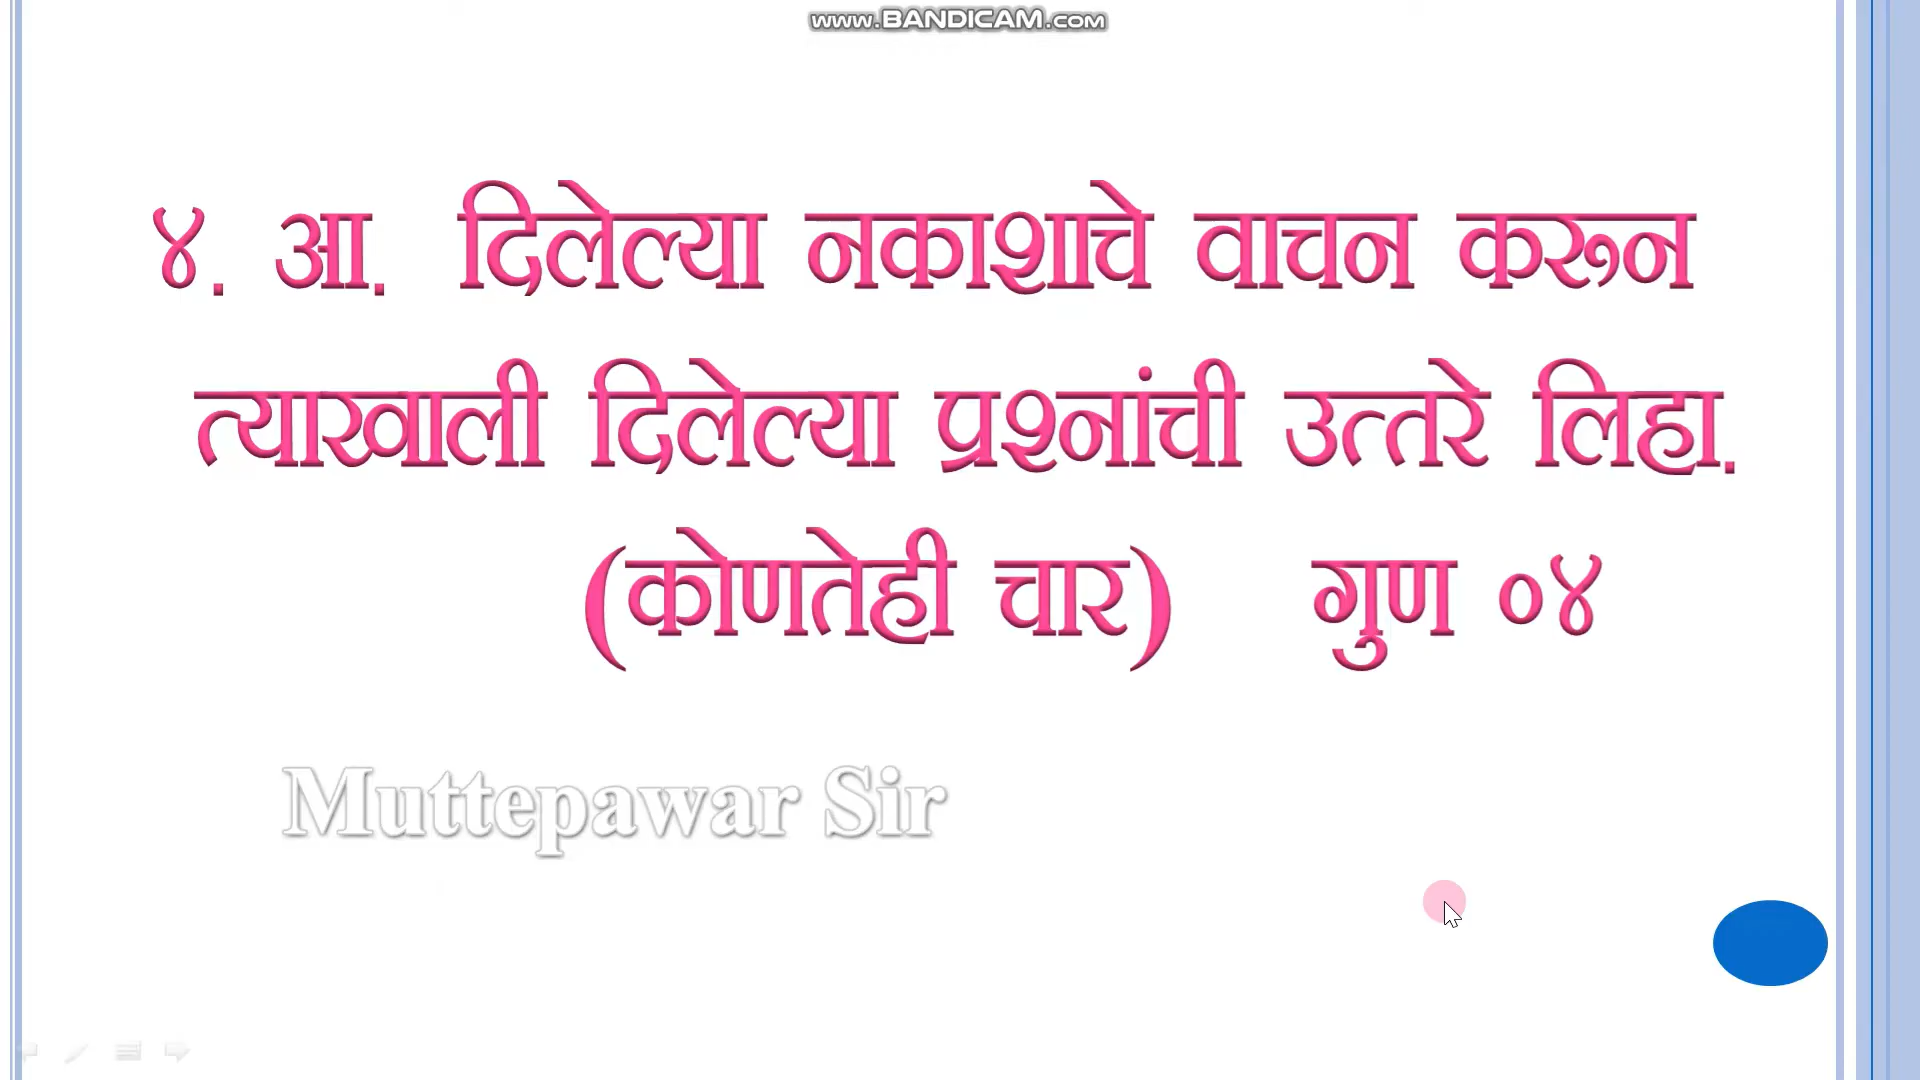 www.BANDICAM.com
४. आ. दिलेल्या नकाशाचे वाचन करून
त्याखाली दिलेल्या प्रश्नांची उत्तरे लिहा.
(कोणतेही चार) गुण ०४
Muttepawar Sir